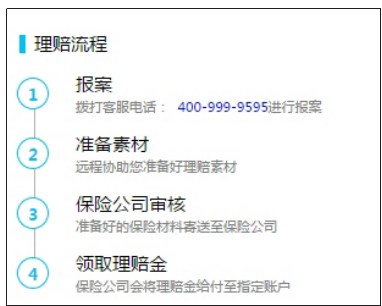 理赔流程
1
报案
拨打客服电话： 400-999-9595进行报案
2
准备素材
远程协助您准备好理赔素材
3
保险公司审核
准备好的保险材料寄送至保险公司
4
领取理赔金
保险公司会将理赔金给付至指定账户